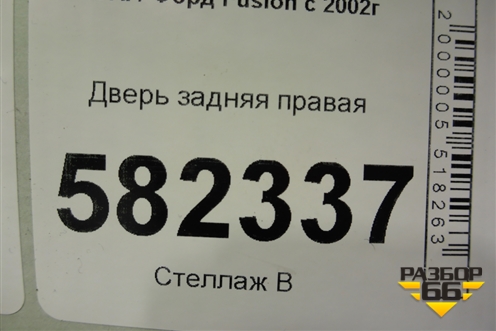 Форд Fusion с 2002г
Дверь задняя правая
582337
Стеллаж В
2000005518263
РАЗБОР
66